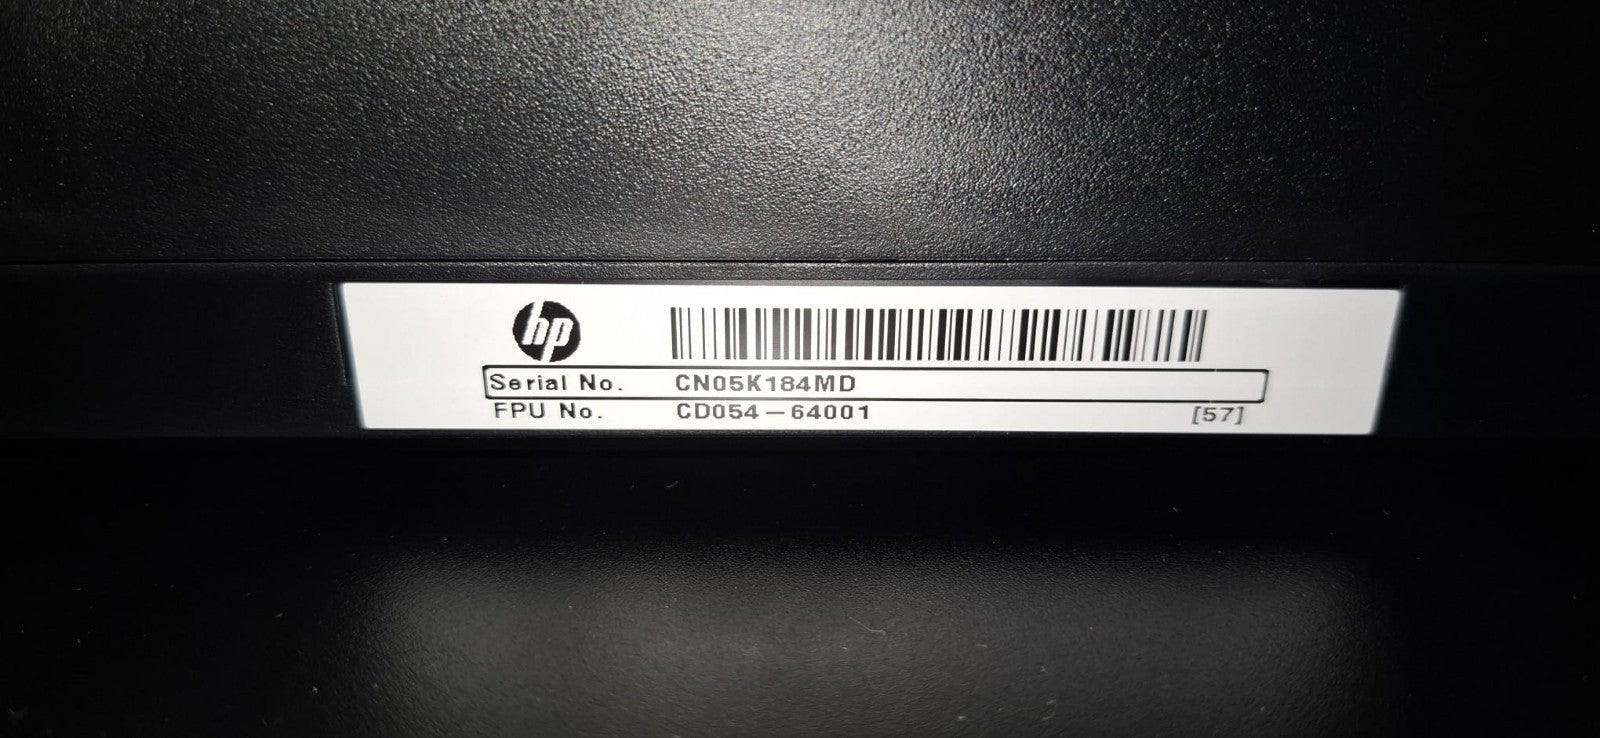 hp
Serial No. CN05K184MD
FPU No. CD054-64001 [57]